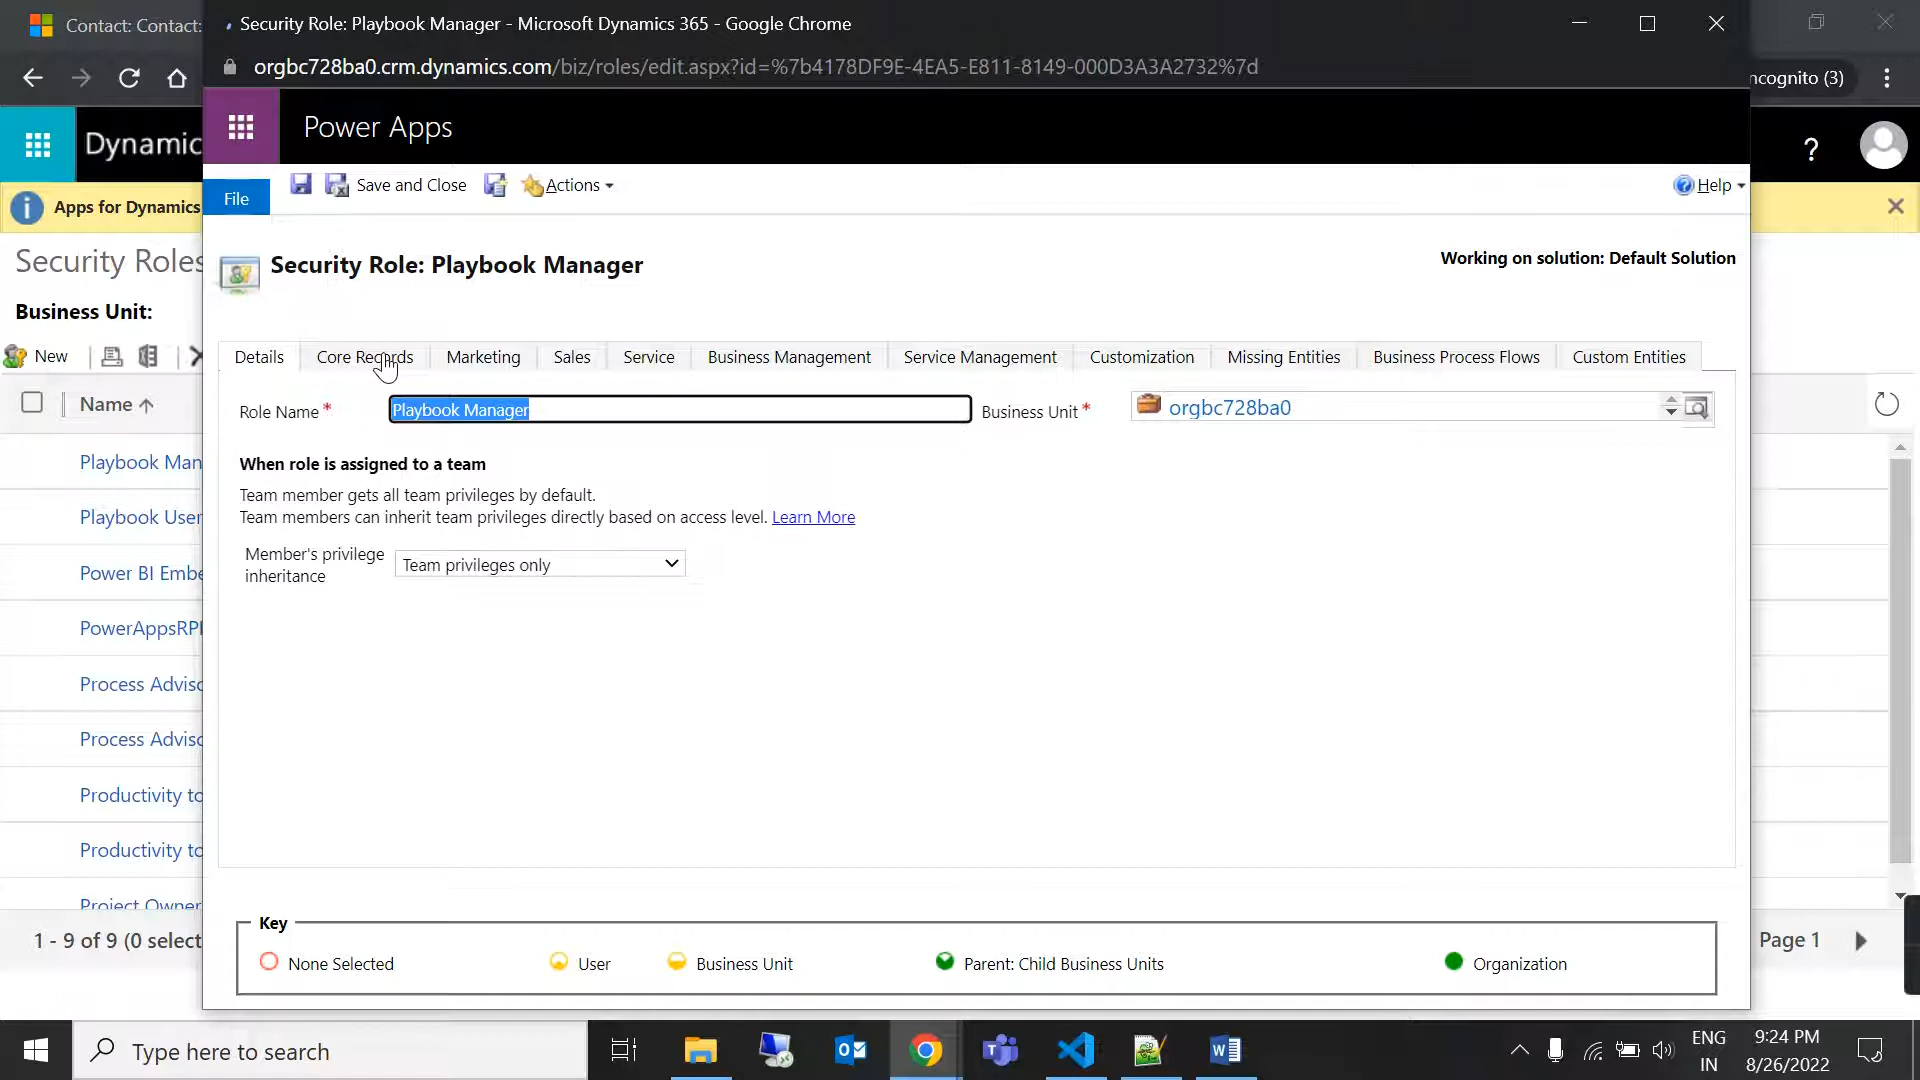 Contact: Contact:
Security Role: Playbook Manager - Microsoft Dynamics 365 - Google Chrome
orgbc728ba0.crm.dynamics.com/biz/roles/edit.aspx?id=%7b4178DF9E-4EA5-E811-8149-000D3A3A2732%7d
ncognito (3)
Dynamic
Power Apps
?
File
Save and Close
Actions
Help
Apps for Dynamics
Security Roles
Security Role: Playbook Manager
Working on solution: Default Solution
Business Unit:
New
Details Core Records Marketing Sales Service Business Management Service Management Customization Missing Entities Business Process Flows Custom Entities
Name
Role Name * Playbook Manager Business Unit * orgbc728ba0
When role is assigned to a team
Team member gets all team privileges by default.
Team members can inherit team privileges directly based on access level. Learn More
Member's privilege
inheritance
Team privileges only
Playbook Man
Playbook User
Power BI Embe
PowerAppsRPI
Process Adviso
Process Adviso
Productivity to
Productivity to
Project Owner
1 - 9 of 9 (0 select
Page 1
Key
None Selected User Business Unit Parent: Child Business Units Organization
Type here to search
ENG
IN
9:24 PM
8/26/2022